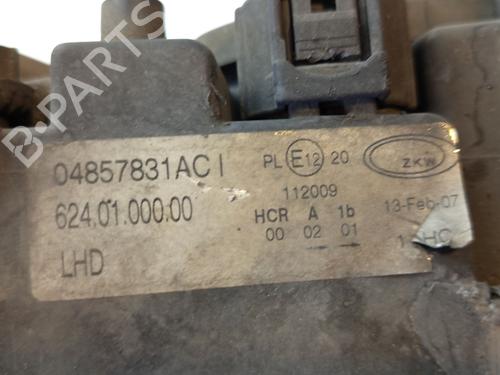 B-PARTS
04857831AC I
PL E12 20
ZKW
624.01.000.00
112009
HCR A 1b
13-Feb-07
00 02 01
LHD